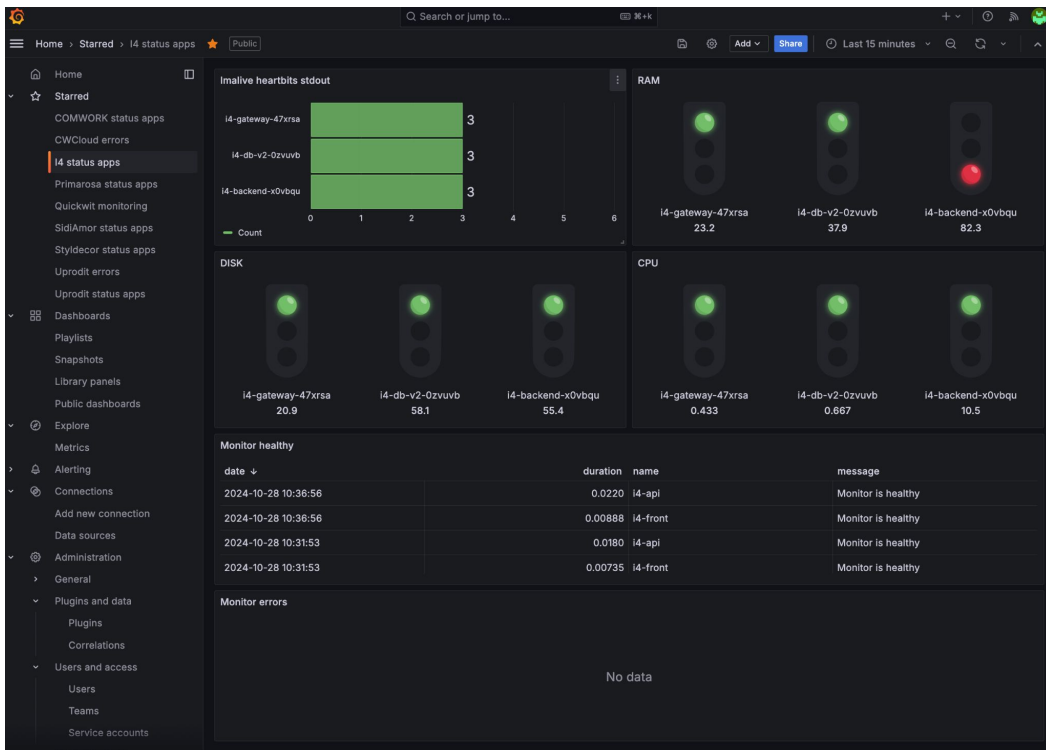 Search or jump to...
⌘+k
Home › Starred › I4 status apps
Public
Add
Share
Last 15 minutes
Home
Starred
COMWORK status apps
CWCloud errors
I4 status apps
Primarosa status apps
Quickwit monitoring
SidiAmor status apps
Styldecor status apps
Uprodit errors
Uprodit status apps
Dashboards
Playlists
Snapshots
Library panels
Public dashboards
Explore
Metrics
Alerting
Connections
Add new connection
Data sources
Administration
General
Plugins and data
Plugins
Correlations
Users and access
Users
Teams
Service accounts
Imalive heartbits stdout
i4-gateway-47xrsa 3
i4-db-v2-0zvuvb 3
i4-backend-x0vbqu 3
0 1 2 3 4 5 6
Count
RAM
i4-gateway-47xrsa i4-db-v2-0zvuvb i4-backend-x0vbqu
23.2 37.9 82.3
DISK
i4-gateway-47xrsa i4-db-v2-0zvuvb i4-backend-x0vbqu
20.9 58.1 55.4
CPU
i4-gateway-47xrsa i4-db-v2-0zvuvb i4-backend-x0vbqu
0.433 0.667 10.5
Monitor healthy
date ↓ duration name message
2024-10-28 10:36:56 0.0220 i4-api Monitor is healthy
2024-10-28 10:36:56 0.00888 i4-front Monitor is healthy
2024-10-28 10:31:53 0.0180 i4-api Monitor is healthy
2024-10-28 10:31:53 0.00735 i4-front Monitor is healthy
Monitor errors
No data